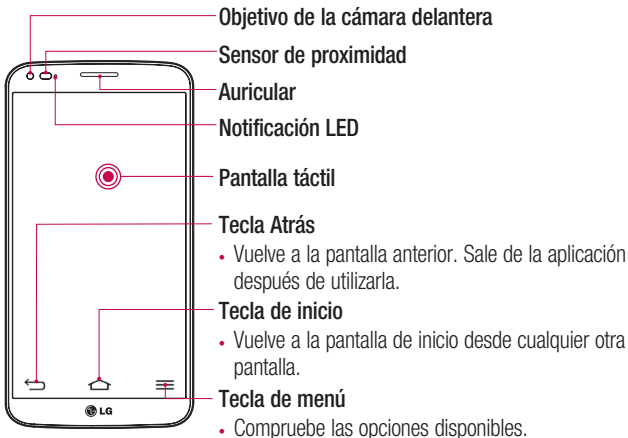 Objetivo de la cámara delantera
Sensor de proximidad
Auricular
Notificación LED
Pantalla táctil
Tecla Atrás
• Vuelve a la pantalla anterior. Sale de la aplicación
después de utilizarla.
Tecla de inicio
• Vuelve a la pantalla de inicio desde cualquier otra
pantalla.
Tecla de menú
• Compruebe las opciones disponibles.
LG